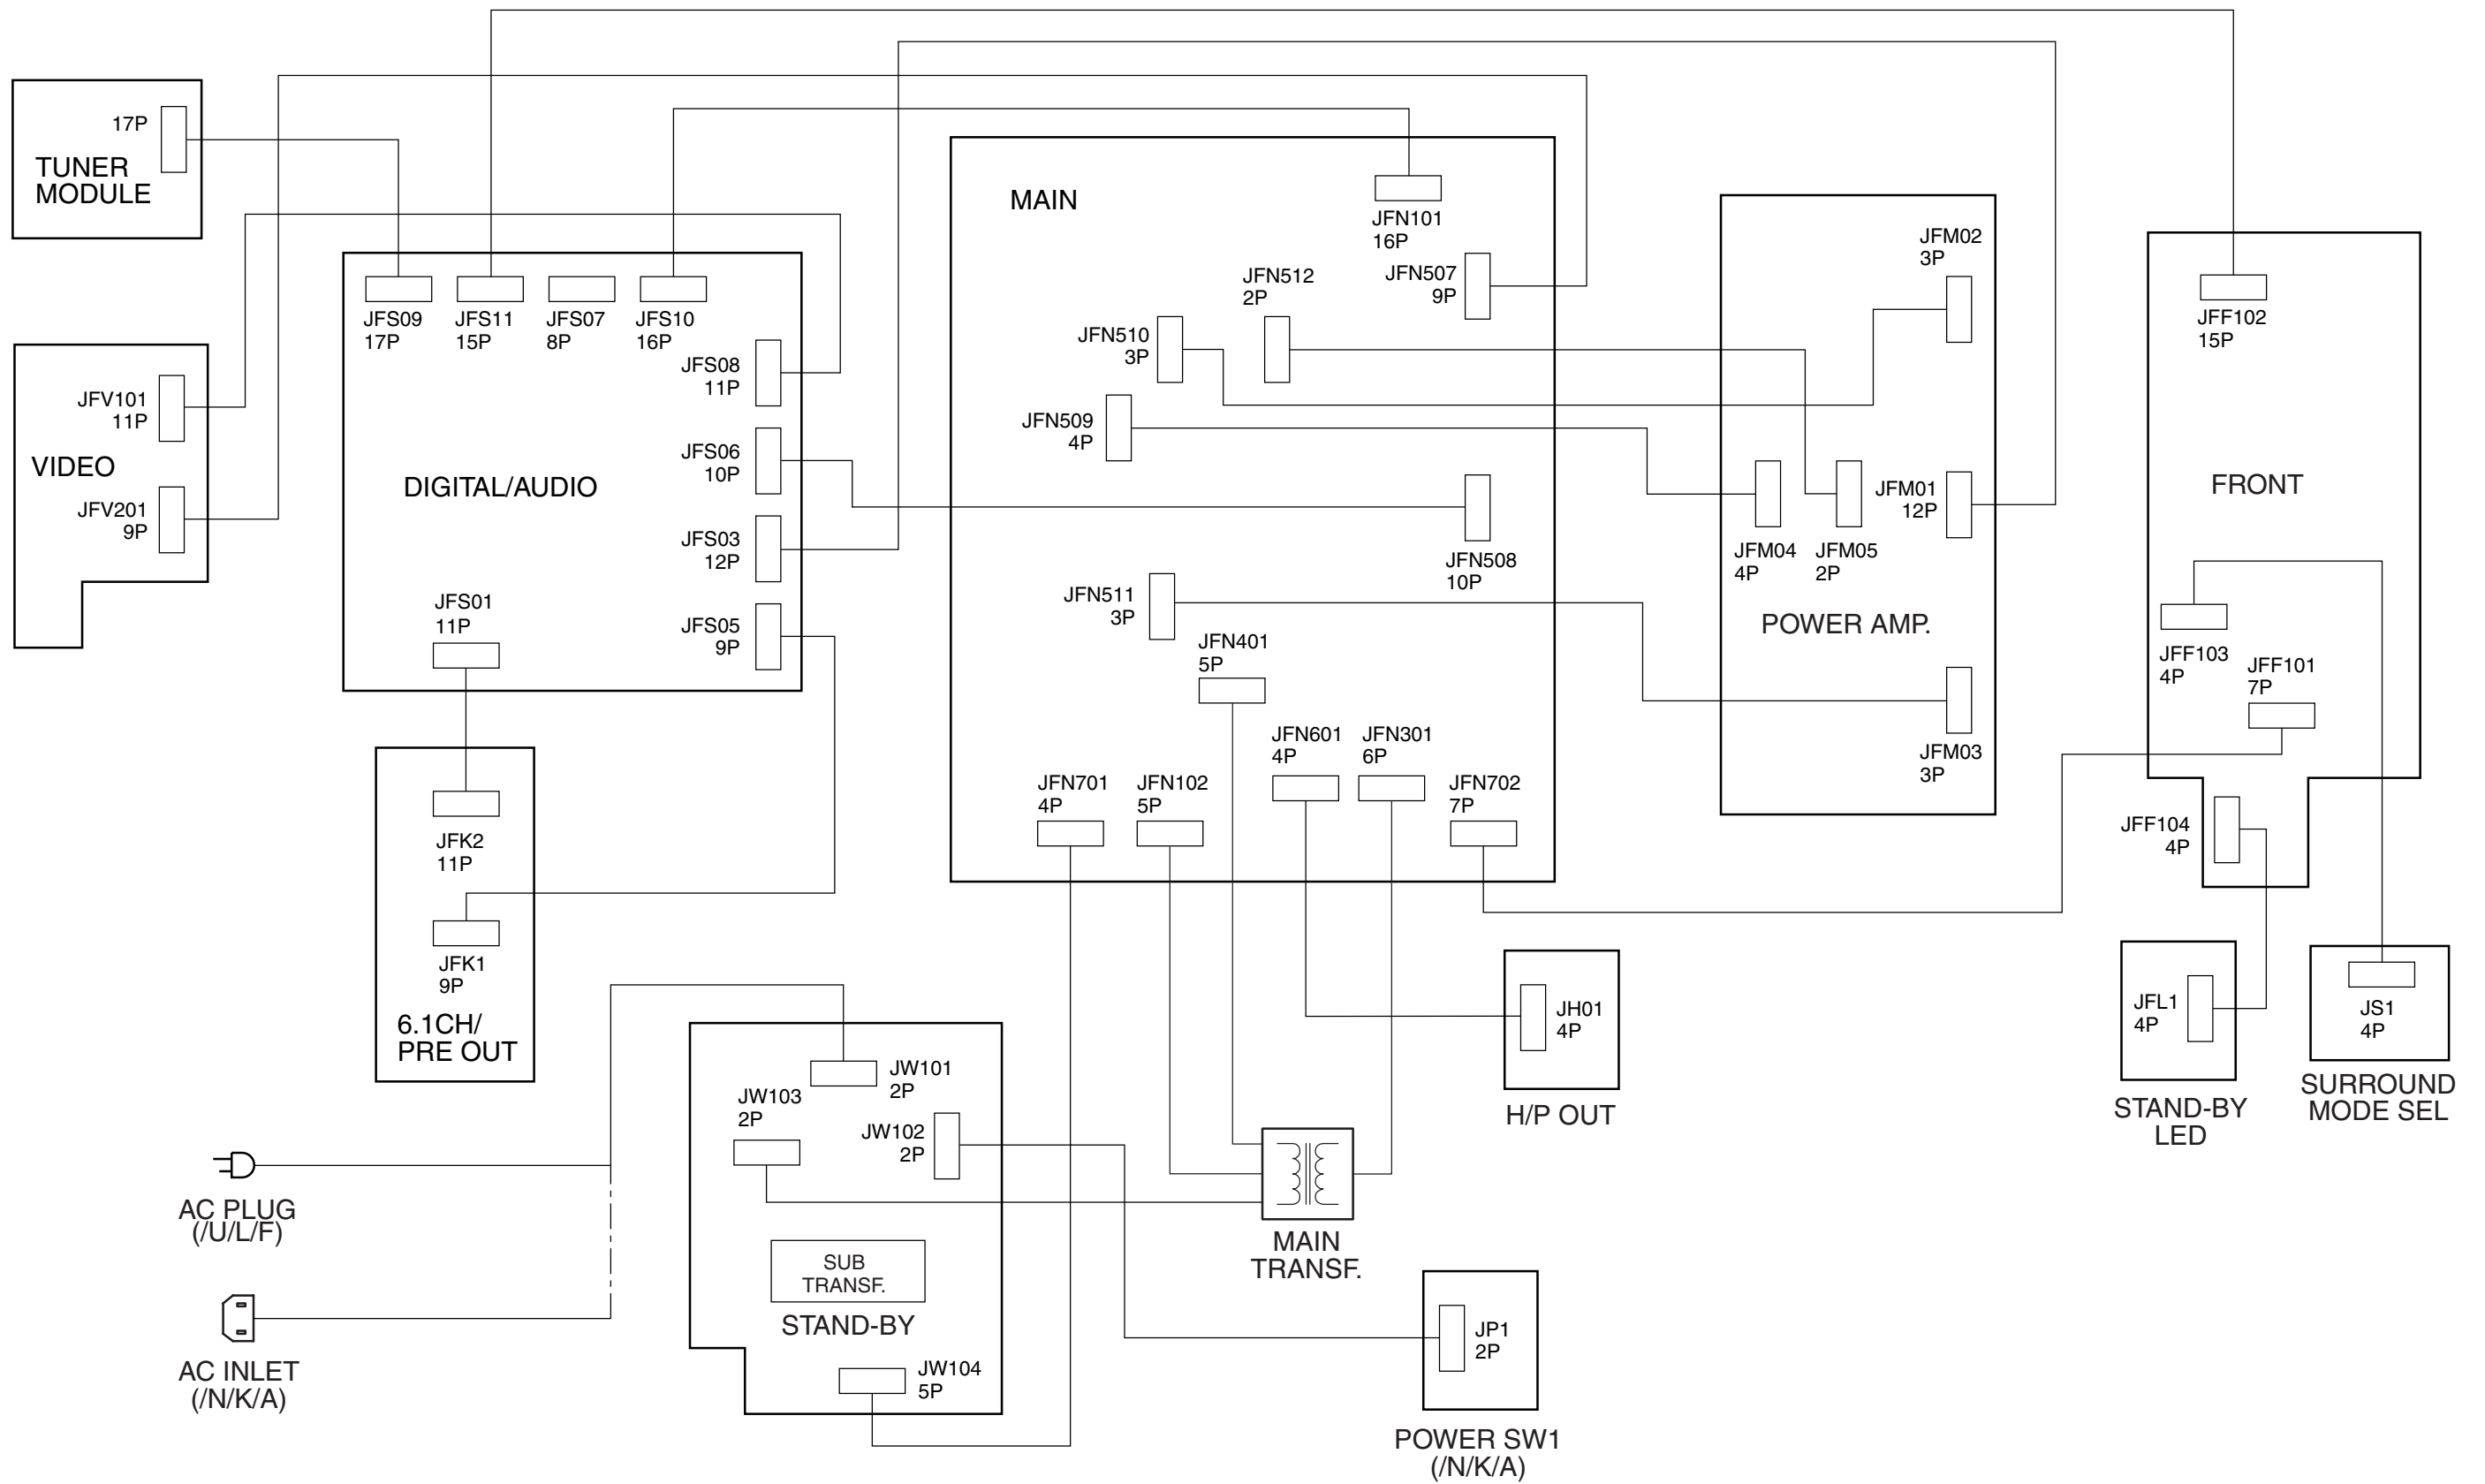 17P
TUNER
MODULE
JFV101
11P
VIDEO
JFV201
9P
JFS09
17P
JFS11
15P
JFS07
8P
JFS10
16P
JFS08
11P
JFS06
10P
DIGITAL/AUDIO
JFS03
12P
JFS01
11P
JFS05
9P
JFK2
11P
JFK1
9P
6.1CH/
PRE OUT
MAIN
JFN101
16P
JFN507
9P
JFN512
2P
JFN510
3P
JFN509
4P
JFN508
10P
JFN511
3P
JFN401
5P
JFN601
4P
JFN301
6P
JFN701
4P
JFN102
5P
JFN702
7P
JFM02
3P
JFM01
12P
JFM04
4P
JFM05
2P
POWER AMP.
JFM03
3P
JFF102
15P
FRONT
JFF103
4P
JFF101
7P
JFF104
4P
JFL1
4P
STAND-BY
LED
JS1
4P
SURROUND
MODE SEL
JH01
4P
H/P OUT
JW101
2P
JW103
2P
JW102
2P
SUB
TRANSF.
STAND-BY
JW104
5P
MAIN
TRANSF.
JP1
2P
POWER SW1
(/N/K/A)
AC PLUG
(/U/L/F)
AC INLET
(/N/K/A)